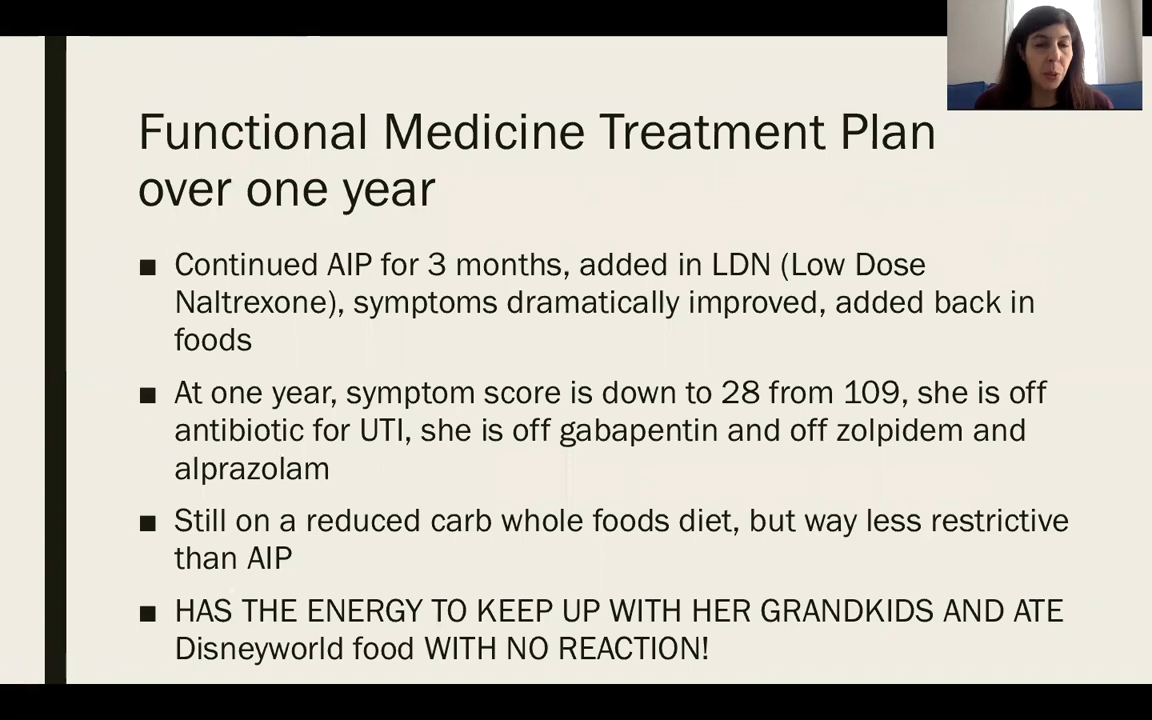 Functional Medicine Treatment Plan
over one year
■ Continued AIP for 3 months, added in LDN (Low Dose
Naltrexone), symptoms dramatically improved, added back in
foods
■ At one year, symptom score is down to 28 from 109, she is off
antibiotic for UTI, she is off gabapentin and off zolpidem and
alprazolam
■ Still on a reduced carb whole foods diet, but way less restrictive
than AIP
■ HAS THE ENERGY TO KEEP UP WITH HER GRANDKIDS AND ATE
Disneyworld food WITH NO REACTION!